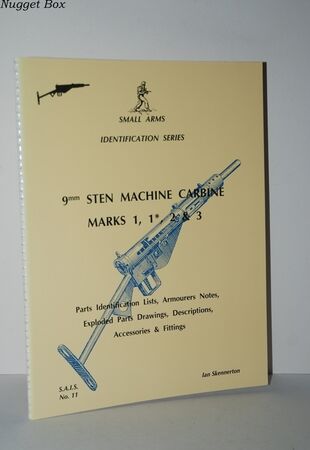 Nugget Box
SMALL ARMS
IDENTIFICATION SERIES
9mm STEN MACHINE CARBINE
MARKS 1, 1*, 2 & 3
Parts Identification Lists, Armourers Notes,
Exploded Parts Drawings, Descriptions,
Accessories & Fittings
Ian Skennerton
S.A.I.S.
No. 11